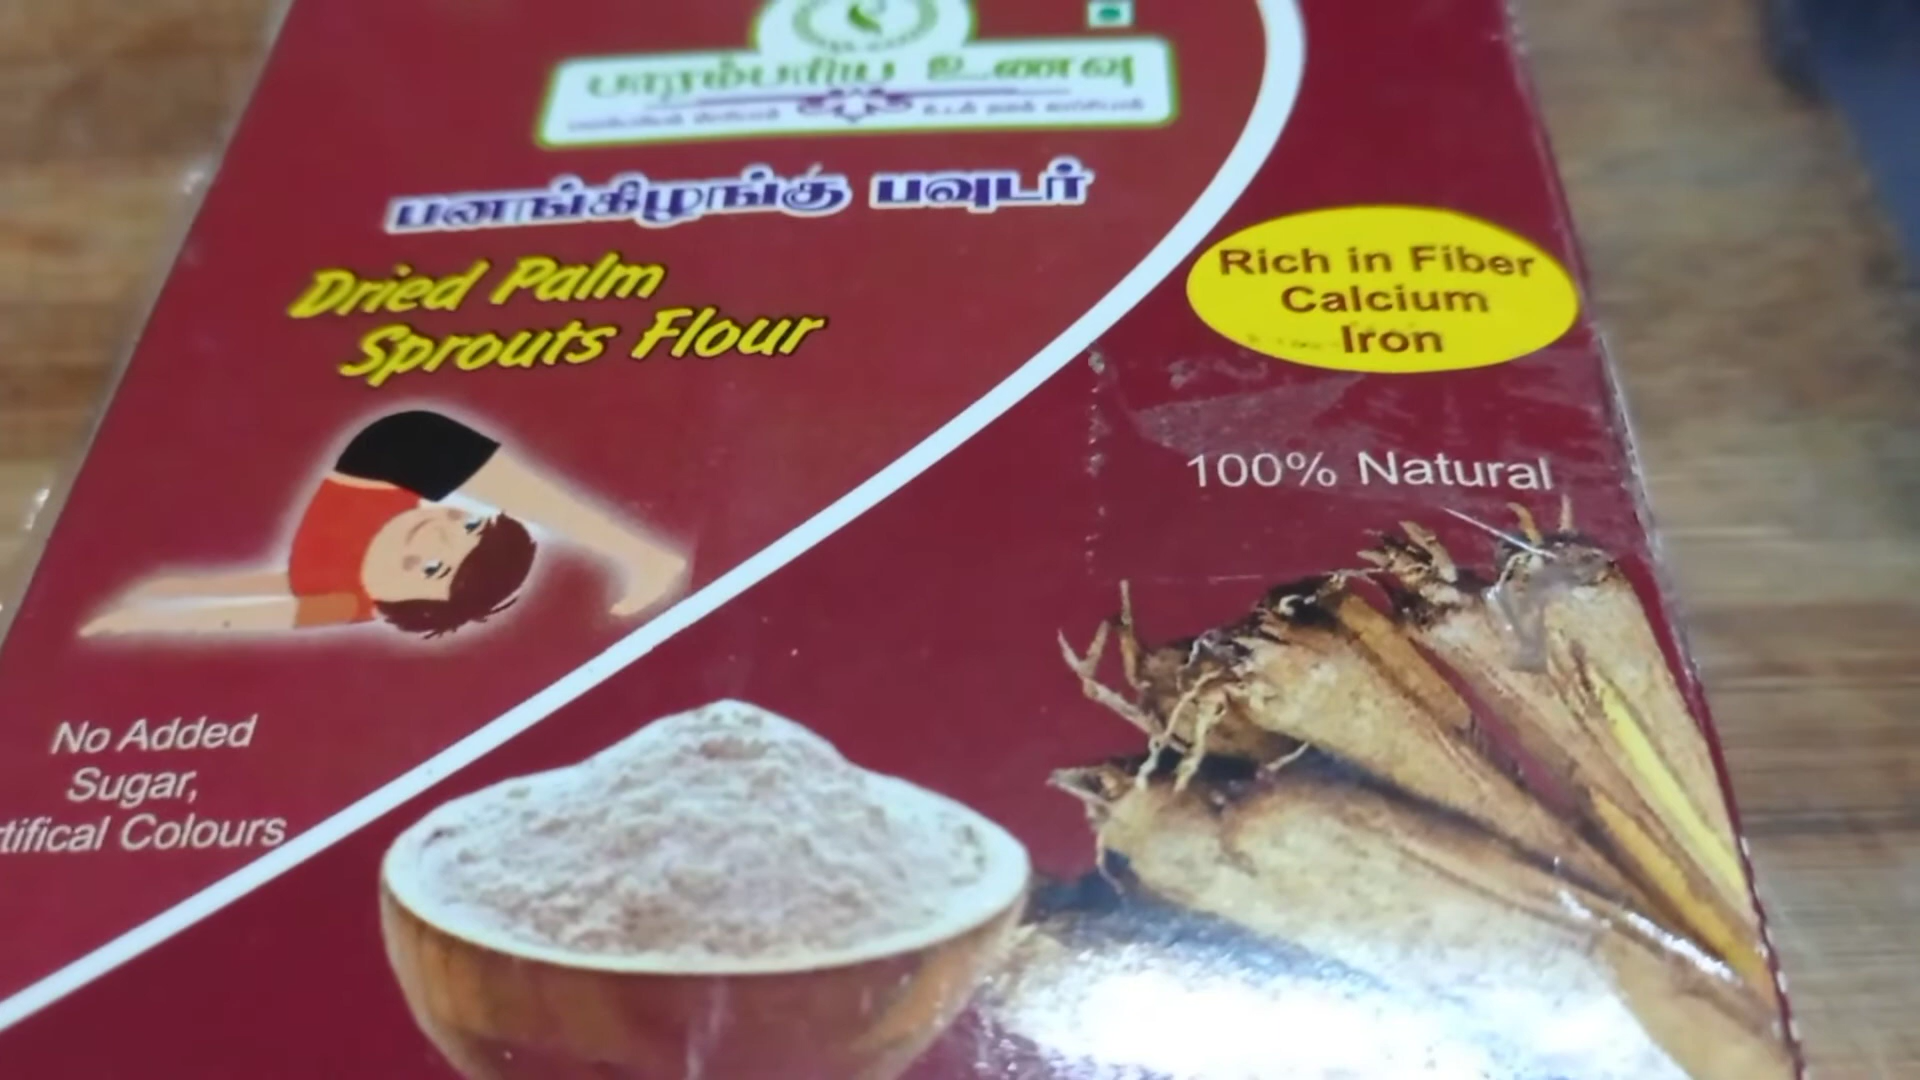 பாரம்பரிய உணவு
பனங்கிழங்கு பவுடர்
Dried Palm
Sprouts Flour
Rich in Fiber
Calcium
Iron
100% Natural
No Added
Sugar,
tifical Colours